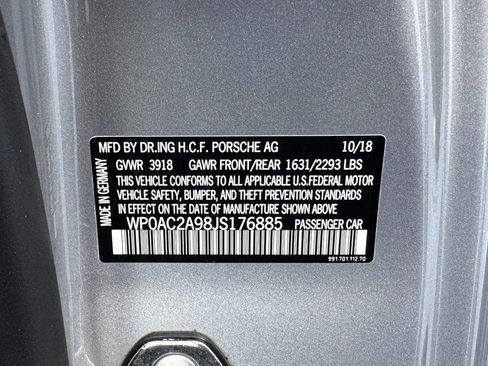 MFD BY DR.ING H.C.F. PORSCHE AG 10/18
GVWR 3918 GAWR FRONT/REAR 1631/2293 LBS
THIS VEHICLE CONFORMS TO ALL APPLICABLE U.S.FEDERAL MOTOR
VEHICLE SAFETY, BUMPER, AND THEFT PREVENTION STANDARDS
IN EFFECT ON THE DATE OF MANUFACTURE SHOWN ABOVE.
WP0AC2A98JS176885 PASSENGER CAR
MADE IN GERMANY
991.701.112.70